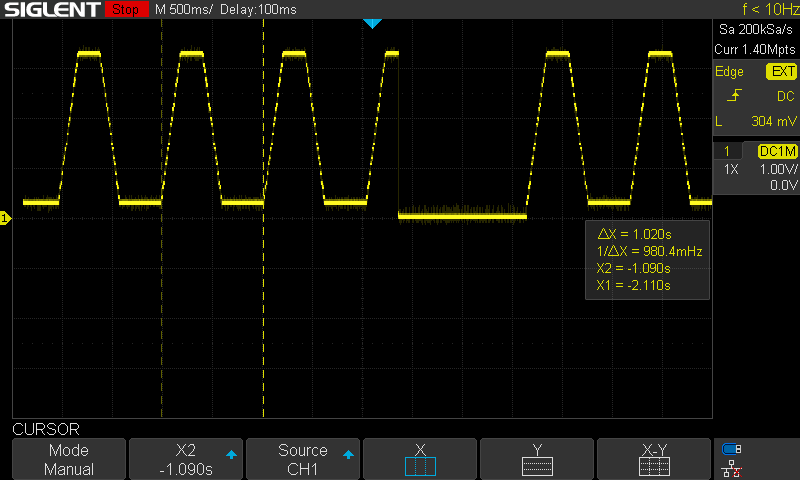 SIGLENT Stop M 500ms/ Delay:100ms f < 10Hz
Sa 200kSa/s
Curr 1.40Mpts
Edge EXT
DC
L 304 mV
1 DC1M
1X 1.00V/
0.0V
1
△X = 1.020s
1/△X = 980.4mHz
X2 = -1.090s
X1 = -2.110s
CURSOR
Mode
Manual
X2
-1.090s
Source
CH1
X
Y
X-Y